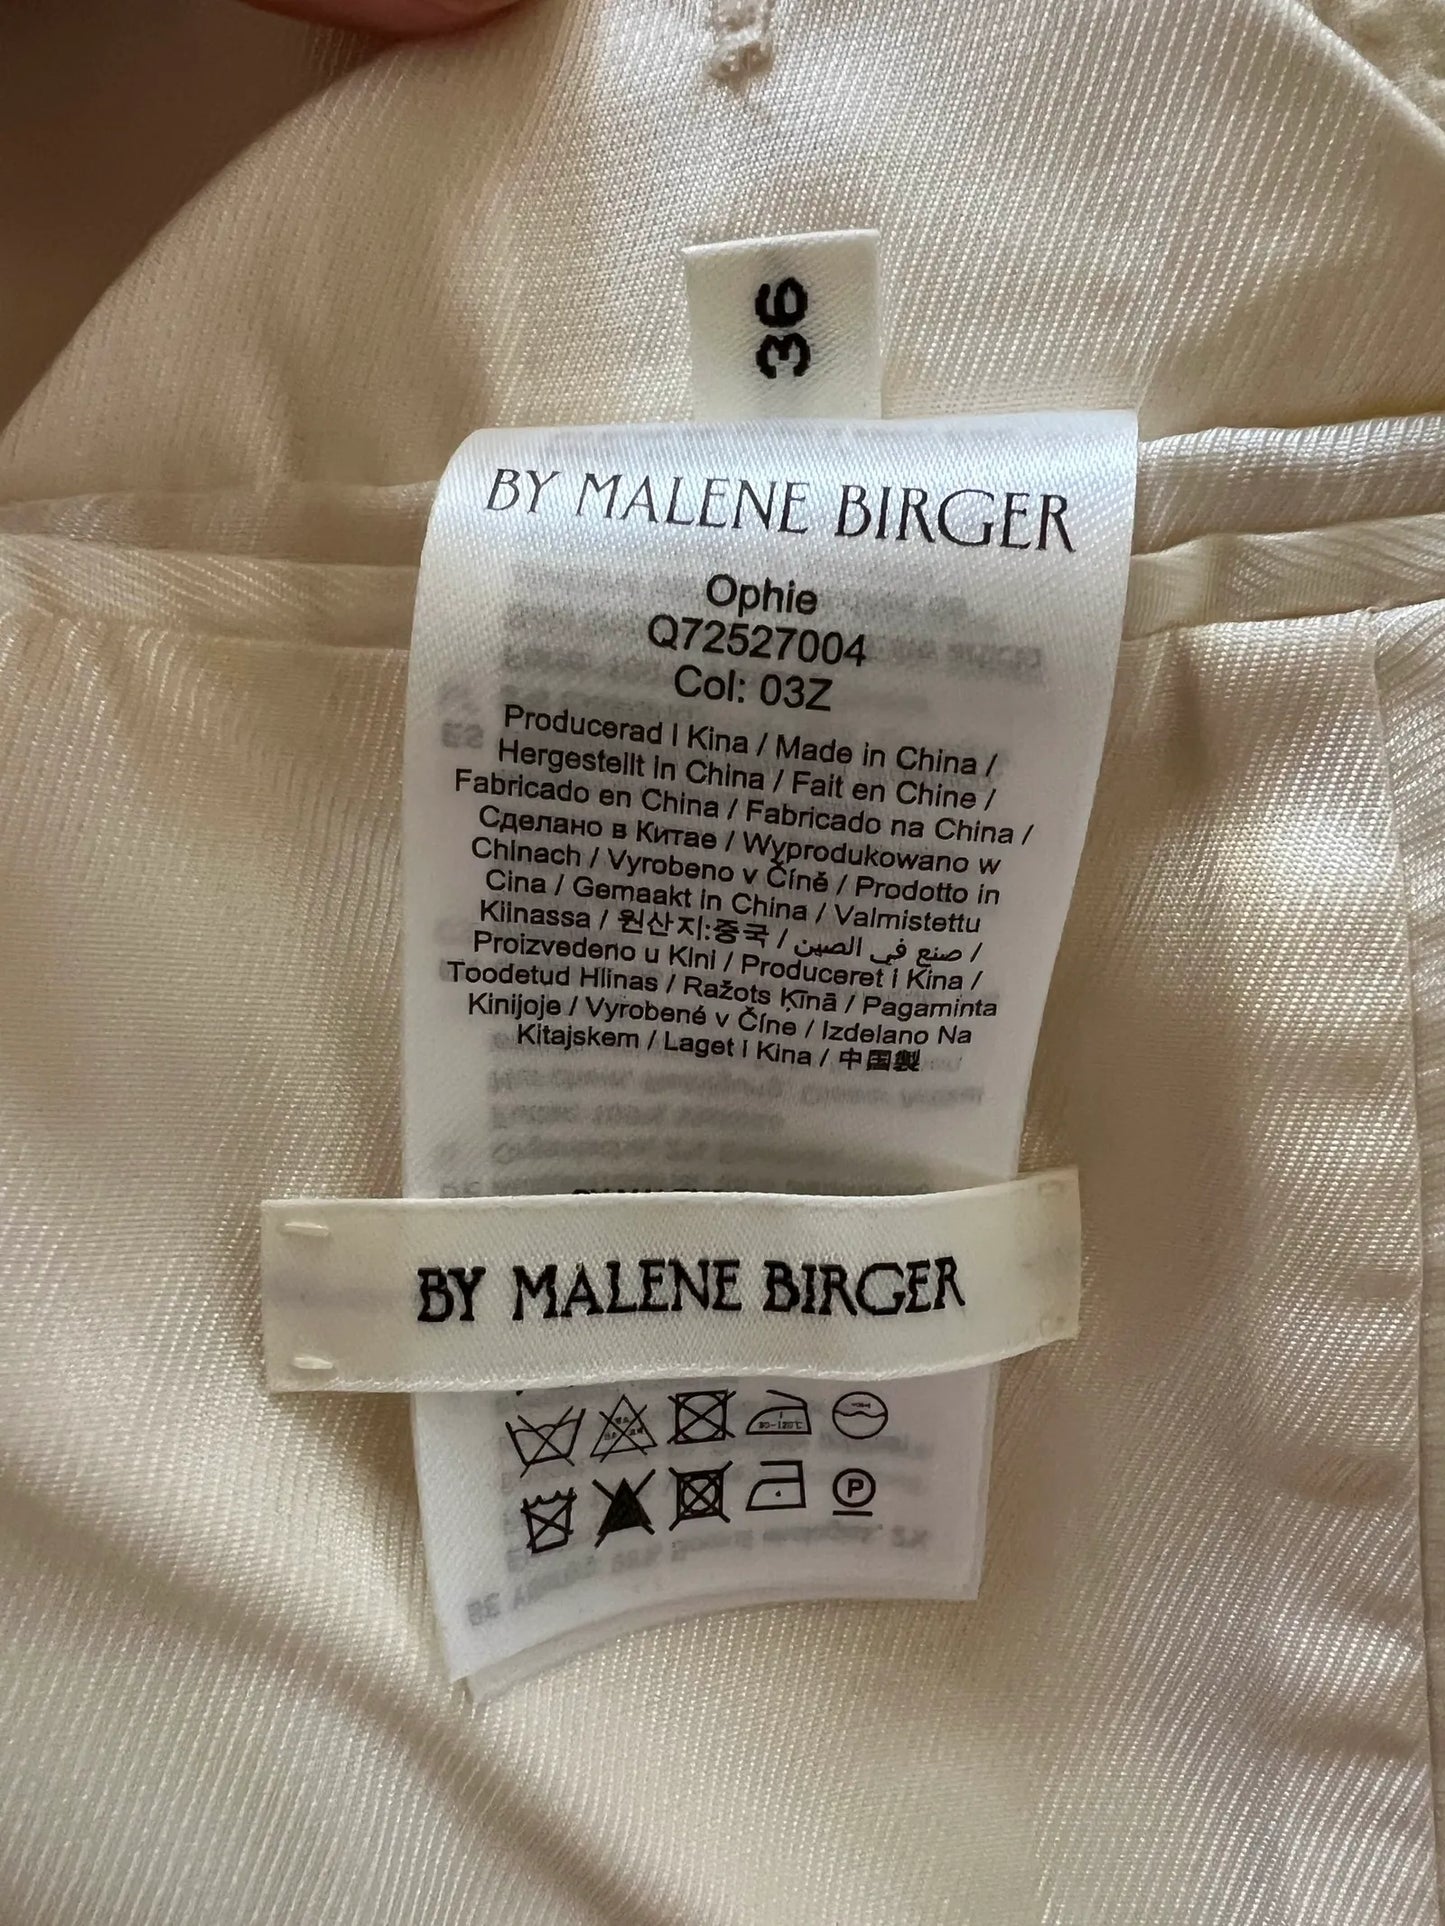 36
BY MALENE BIRGER
Ophie
Q72527004
Col: 03Z
Producerad I Kina / Made in China /
Hergestellt in China / Fait en Chine /
Fabricado en China / Fabricado na China /
Сделано в Китае / Wyprodukowano w
Chinach / Vyrobeno v Číně / Prodotto in
Cina / Gemaakt in China / Valmistettu
Kiinassa / 원산지:중국 / صنع في الصين /
Proizvedeno u Kini / Produceret i Kina /
Toodetud Hiinas / Ražots Ķīnā / Pagaminta
Kinijoje / Vyrobené v Číne / Izdelano Na
Kitajskem / Laget i Kina / 中国製
BY MALENE BIRGER
80-120℃
P